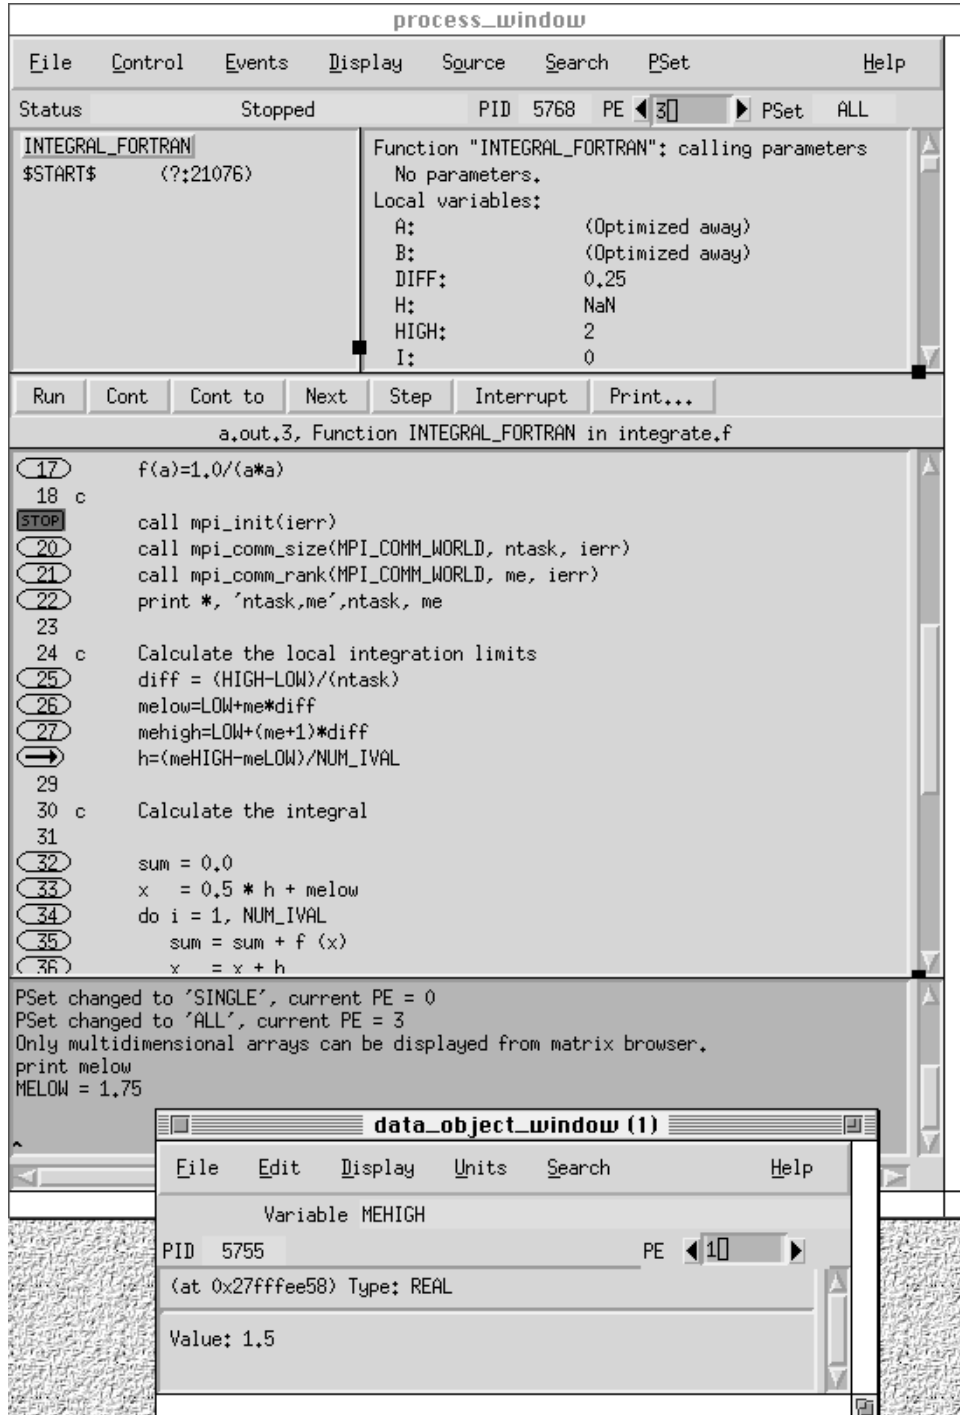 process_window
File Control Events Display Source Search PSet Help
Status Stopped PID 5768 PE 3 PSet ALL
INTEGRAL_FORTRAN
$START$ (?:21076)
Function "INTEGRAL_FORTRAN": calling parameters
No parameters.
Local variables:
A: (Optimized away)
B: (Optimized away)
DIFF: 0.25
H: NaN
HIGH: 2
I: 0
Run Cont Cont to Next Step Interrupt Print...
a.out.3, Function INTEGRAL_FORTRAN in integrate.f
17 f(a)=1.0/(a*a)
18 c
STOP call mpi_init(ierr)
20 call mpi_comm_size(MPI_COMM_WORLD, ntask, ierr)
21 call mpi_comm_rank(MPI_COMM_WORLD, me, ierr)
22 print *, 'ntask,me',ntask, me
23
24 c Calculate the local integration limits
25 diff = (HIGH-LOW)/(ntask)
26 melow=LOW+me*diff
27 mehigh=LOW+(me+1)*diff
h=(meHIGH-meLOW)/NUM_IVAL
29
30 c Calculate the integral
31
32 sum = 0.0
33 x = 0.5 * h + melow
34 do i = 1, NUM_IVAL
35 sum = sum + f (x)
36 x = x + h
PSet changed to 'SINGLE', current PE = 0
PSet changed to 'ALL', current PE = 3
Only multidimensional arrays can be displayed from matrix browser.
print melow
MELOW = 1.75
^
data_object_window (1)
File Edit Display Units Search Help
Variable MEHIGH
PID 5755 PE 1
(at 0x27fffee58) Type: REAL
Value: 1.5